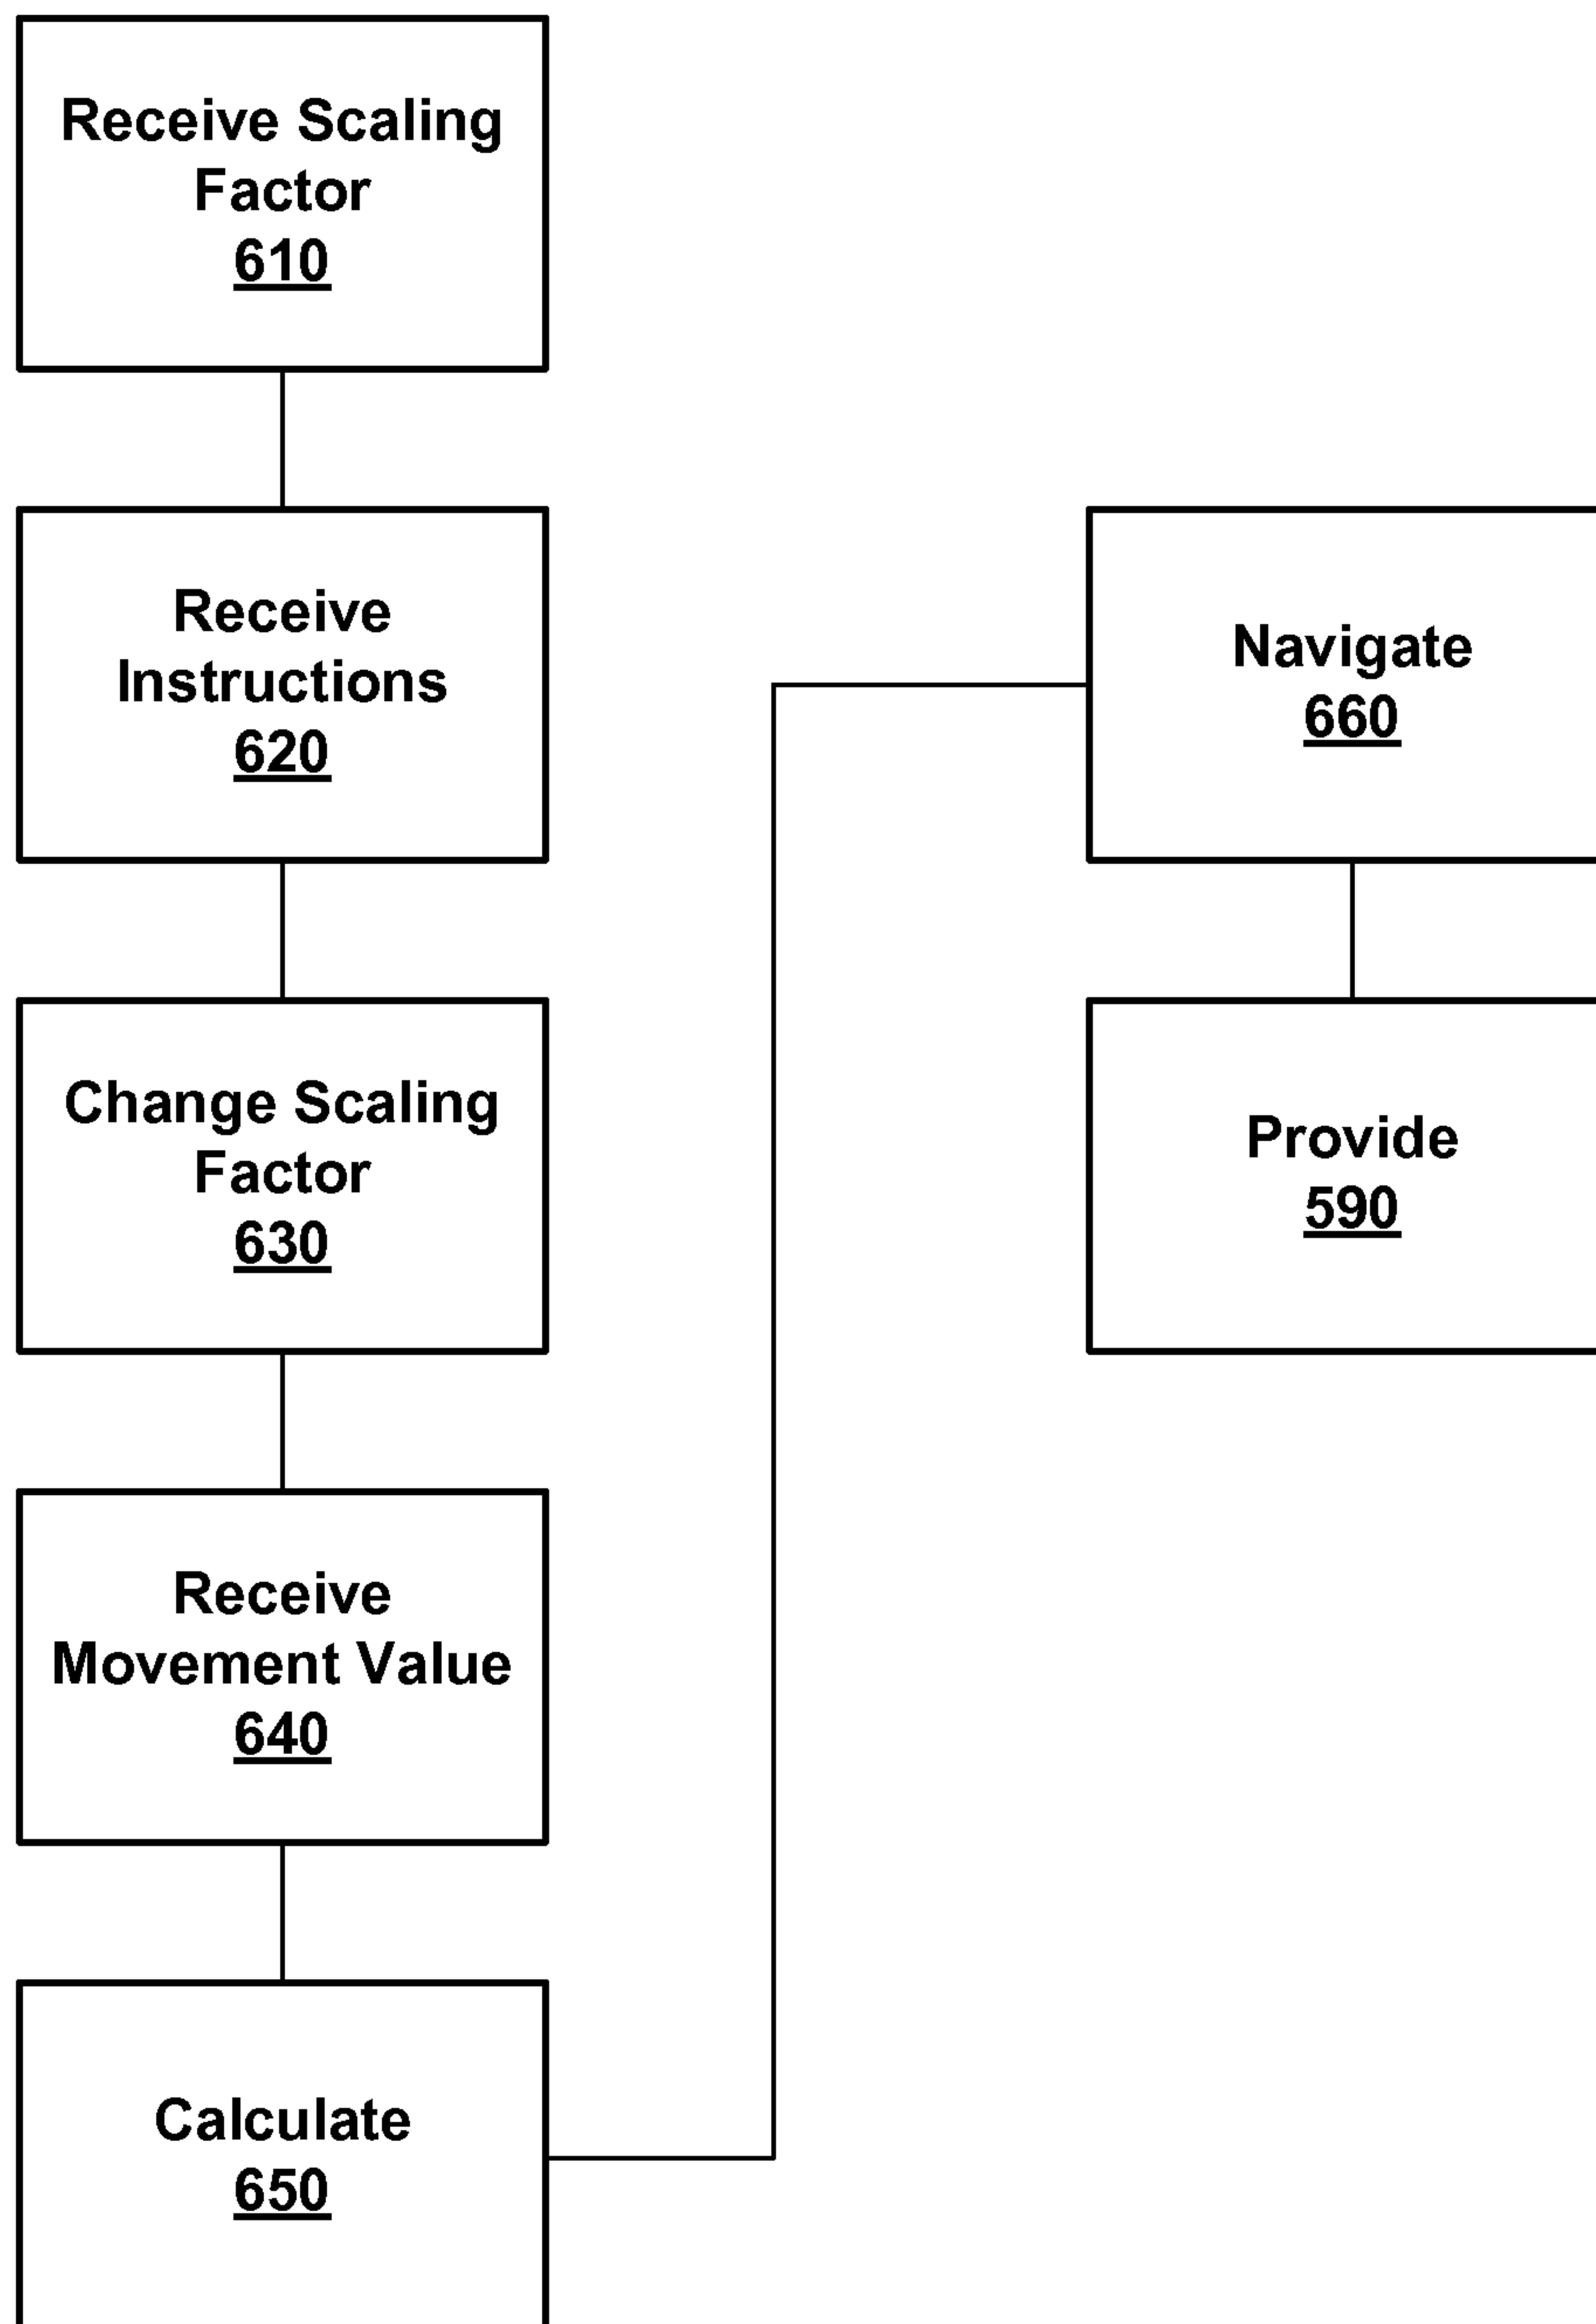 Receive Scaling
Factor
610
Receive
Instructions
620
Change Scaling
Factor
630
Receive
Movement Value
640
Calculate
650
Navigate
660
Provide
590